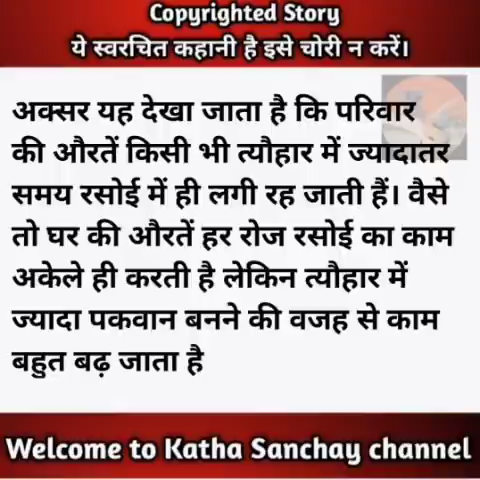 Copyrighted Story
ये स्वरचित कहानी है इसे चोरी न करें।
अक्सर यह देखा जाता है कि परिवार
की औरतें किसी भी त्यौहार में ज्यादातर
समय रसोई में ही लगी रह जाती हैं। वैसे
तो घर की औरतें हर रोज रसोई का काम
अकेले ही करती है लेकिन त्यौहार में
ज्यादा पकवान बनने की वजह से काम
बहुत बढ़ जाता है
Welcome to Katha Sanchay channel